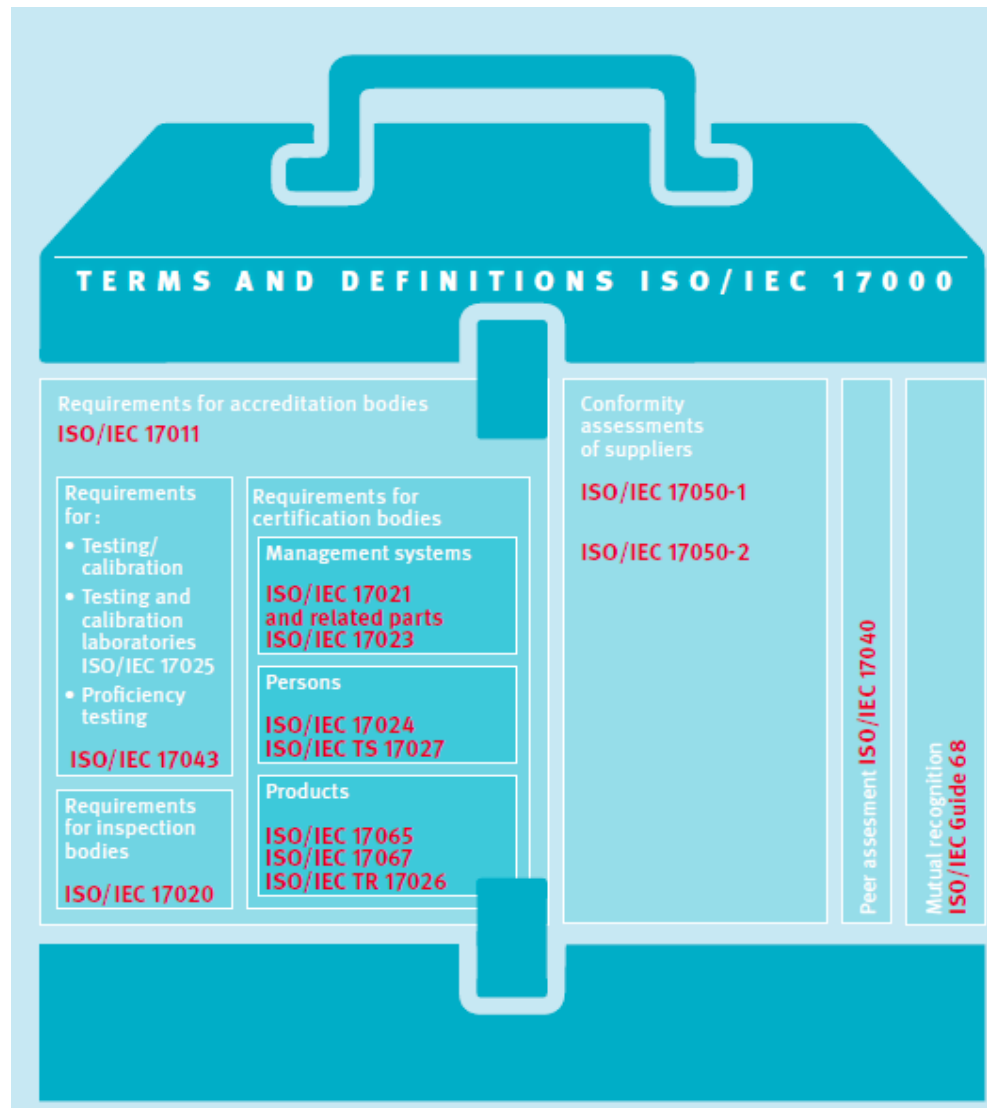 TERMS AND DEFINITIONS ISO/IEC 17000
Requirements for accreditation bodies
ISO/IEC 17011
Requirements
for:
• Testing/
calibration
• Testing and
calibration
laboratories
ISO/IEC 17025
• Proficiency
testing
ISO/IEC 17043
Requirements
for inspection
bodies
ISO/IEC 17020
Requirements for
certification bodies
Management systems
ISO/IEC 17021
and related parts
ISO/IEC 17023
Persons
ISO/IEC 17024
ISO/IEC TS 17027
Products
ISO/IEC 17065
ISO/IEC 17067
ISO/IEC TR 17026
Conformity
assessments
of suppliers
ISO/IEC 17050-1
ISO/IEC 17050-2
Peer assesment ISO/IEC 17040
Mutual recognition
ISO/IEC Guide 68